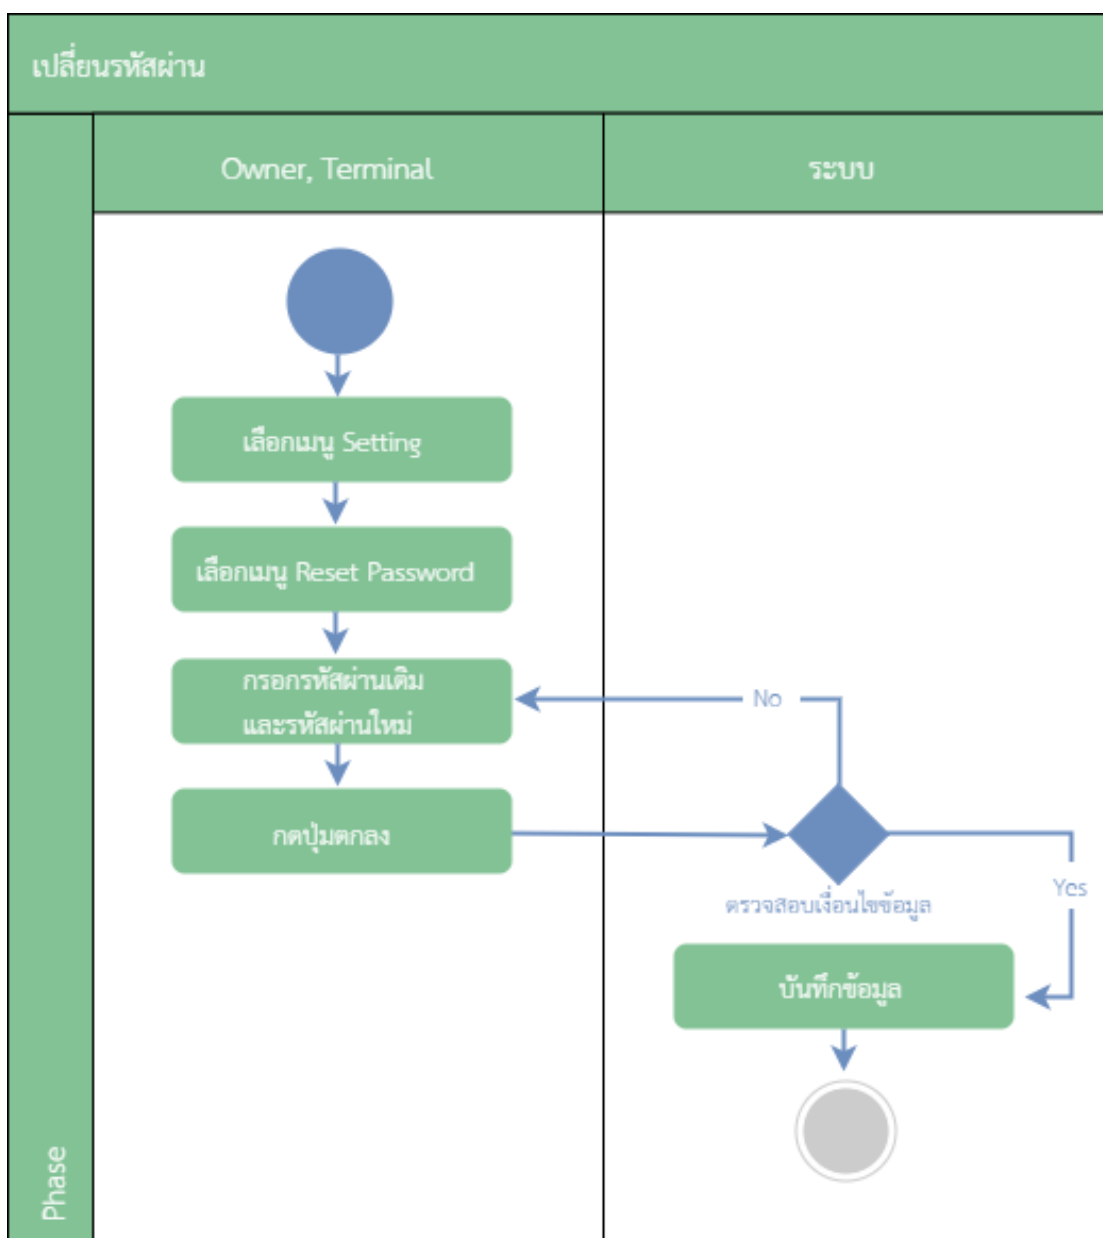 เปลี่ยนรหัสผ่าน
Owner, Terminal
ระบบ
เลือกเมนู Setting
เลือกเมนู Reset Password
กรอกรหัสผ่านเดิม
และรหัสผ่านใหม่
No
กดปุ่มตกลง
Yes
ตรวจสอบเงื่อนไขข้อมูล
บันทึกข้อมูล
Phase